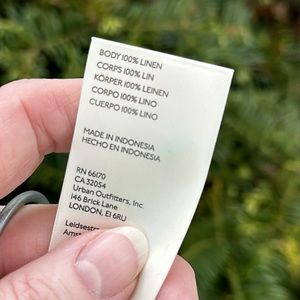 BODY 100% LINEN
CORPS 100% LIN
KÖRPER 100% LEINEN
CORPO 100% LINO
CUERPO 100% LINO
MADE IN INDONESIA
HECHO EN INDONESIA
RN 66170
CA 32054
Urban Outfitters, Inc.
146 Brick Lane
LONDON, E1 6RU